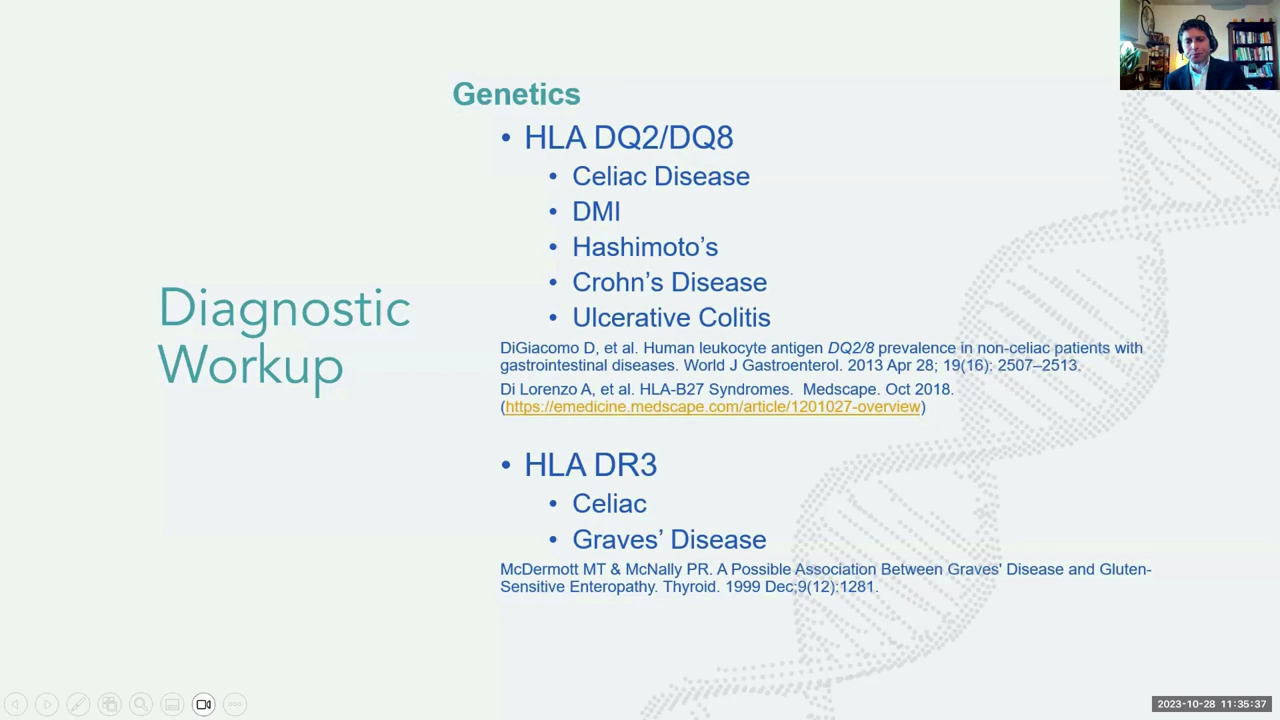 Genetics
• HLA DQ2/DQ8
• Celiac Disease
• DMI
• Hashimoto’s
• Crohn’s Disease
• Ulcerative Colitis
Diagnostic
Workup
DiGiacomo D, et al. Human leukocyte antigen DQ2/8 prevalence in non-celiac patients with
gastrointestinal diseases. World J Gastroenterol. 2013 Apr 28; 19(16): 2507–2513.
Di Lorenzo A, et al. HLA-B27 Syndromes. Medscape. Oct 2018.
(https://emedicine.medscape.com/article/1201027-overview)
• HLA DR3
• Celiac
• Graves’ Disease
McDermott MT & McNally PR. A Possible Association Between Graves' Disease and Gluten-
Sensitive Enteropathy. Thyroid. 1999 Dec;9(12):1281.
2023-10-28 11:35:37